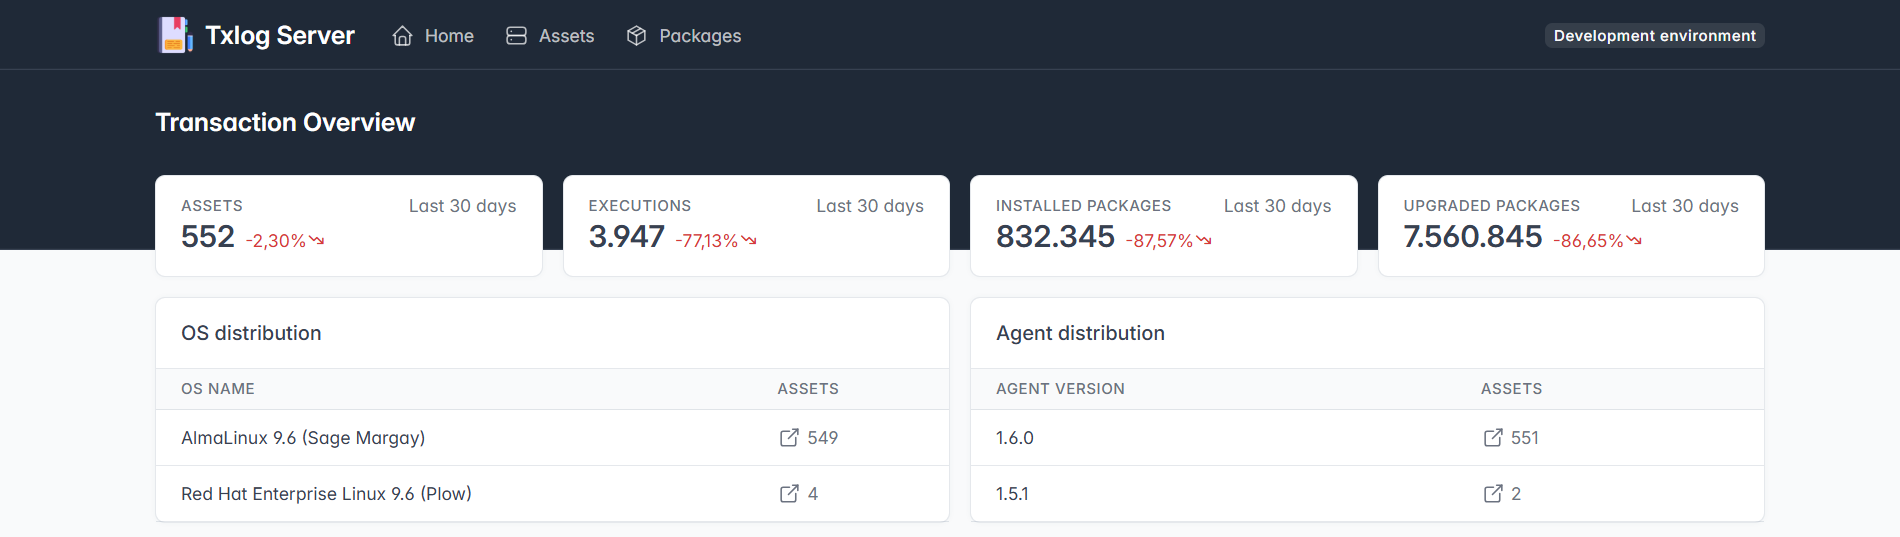 Txlog Server Home Assets Packages Development environment
Transaction Overview
ASSETS Last 30 days
552 -2,30%
EXECUTIONS Last 30 days
3.947 -77,13%
INSTALLED PACKAGES Last 30 days
832.345 -87,57%
UPGRADED PACKAGES Last 30 days
7.560.845 -86,65%
OS distribution
OS NAME ASSETS
AlmaLinux 9.6 (Sage Margay) 549
Red Hat Enterprise Linux 9.6 (Plow) 4
Agent distribution
AGENT VERSION ASSETS
1.6.0 551
1.5.1 2